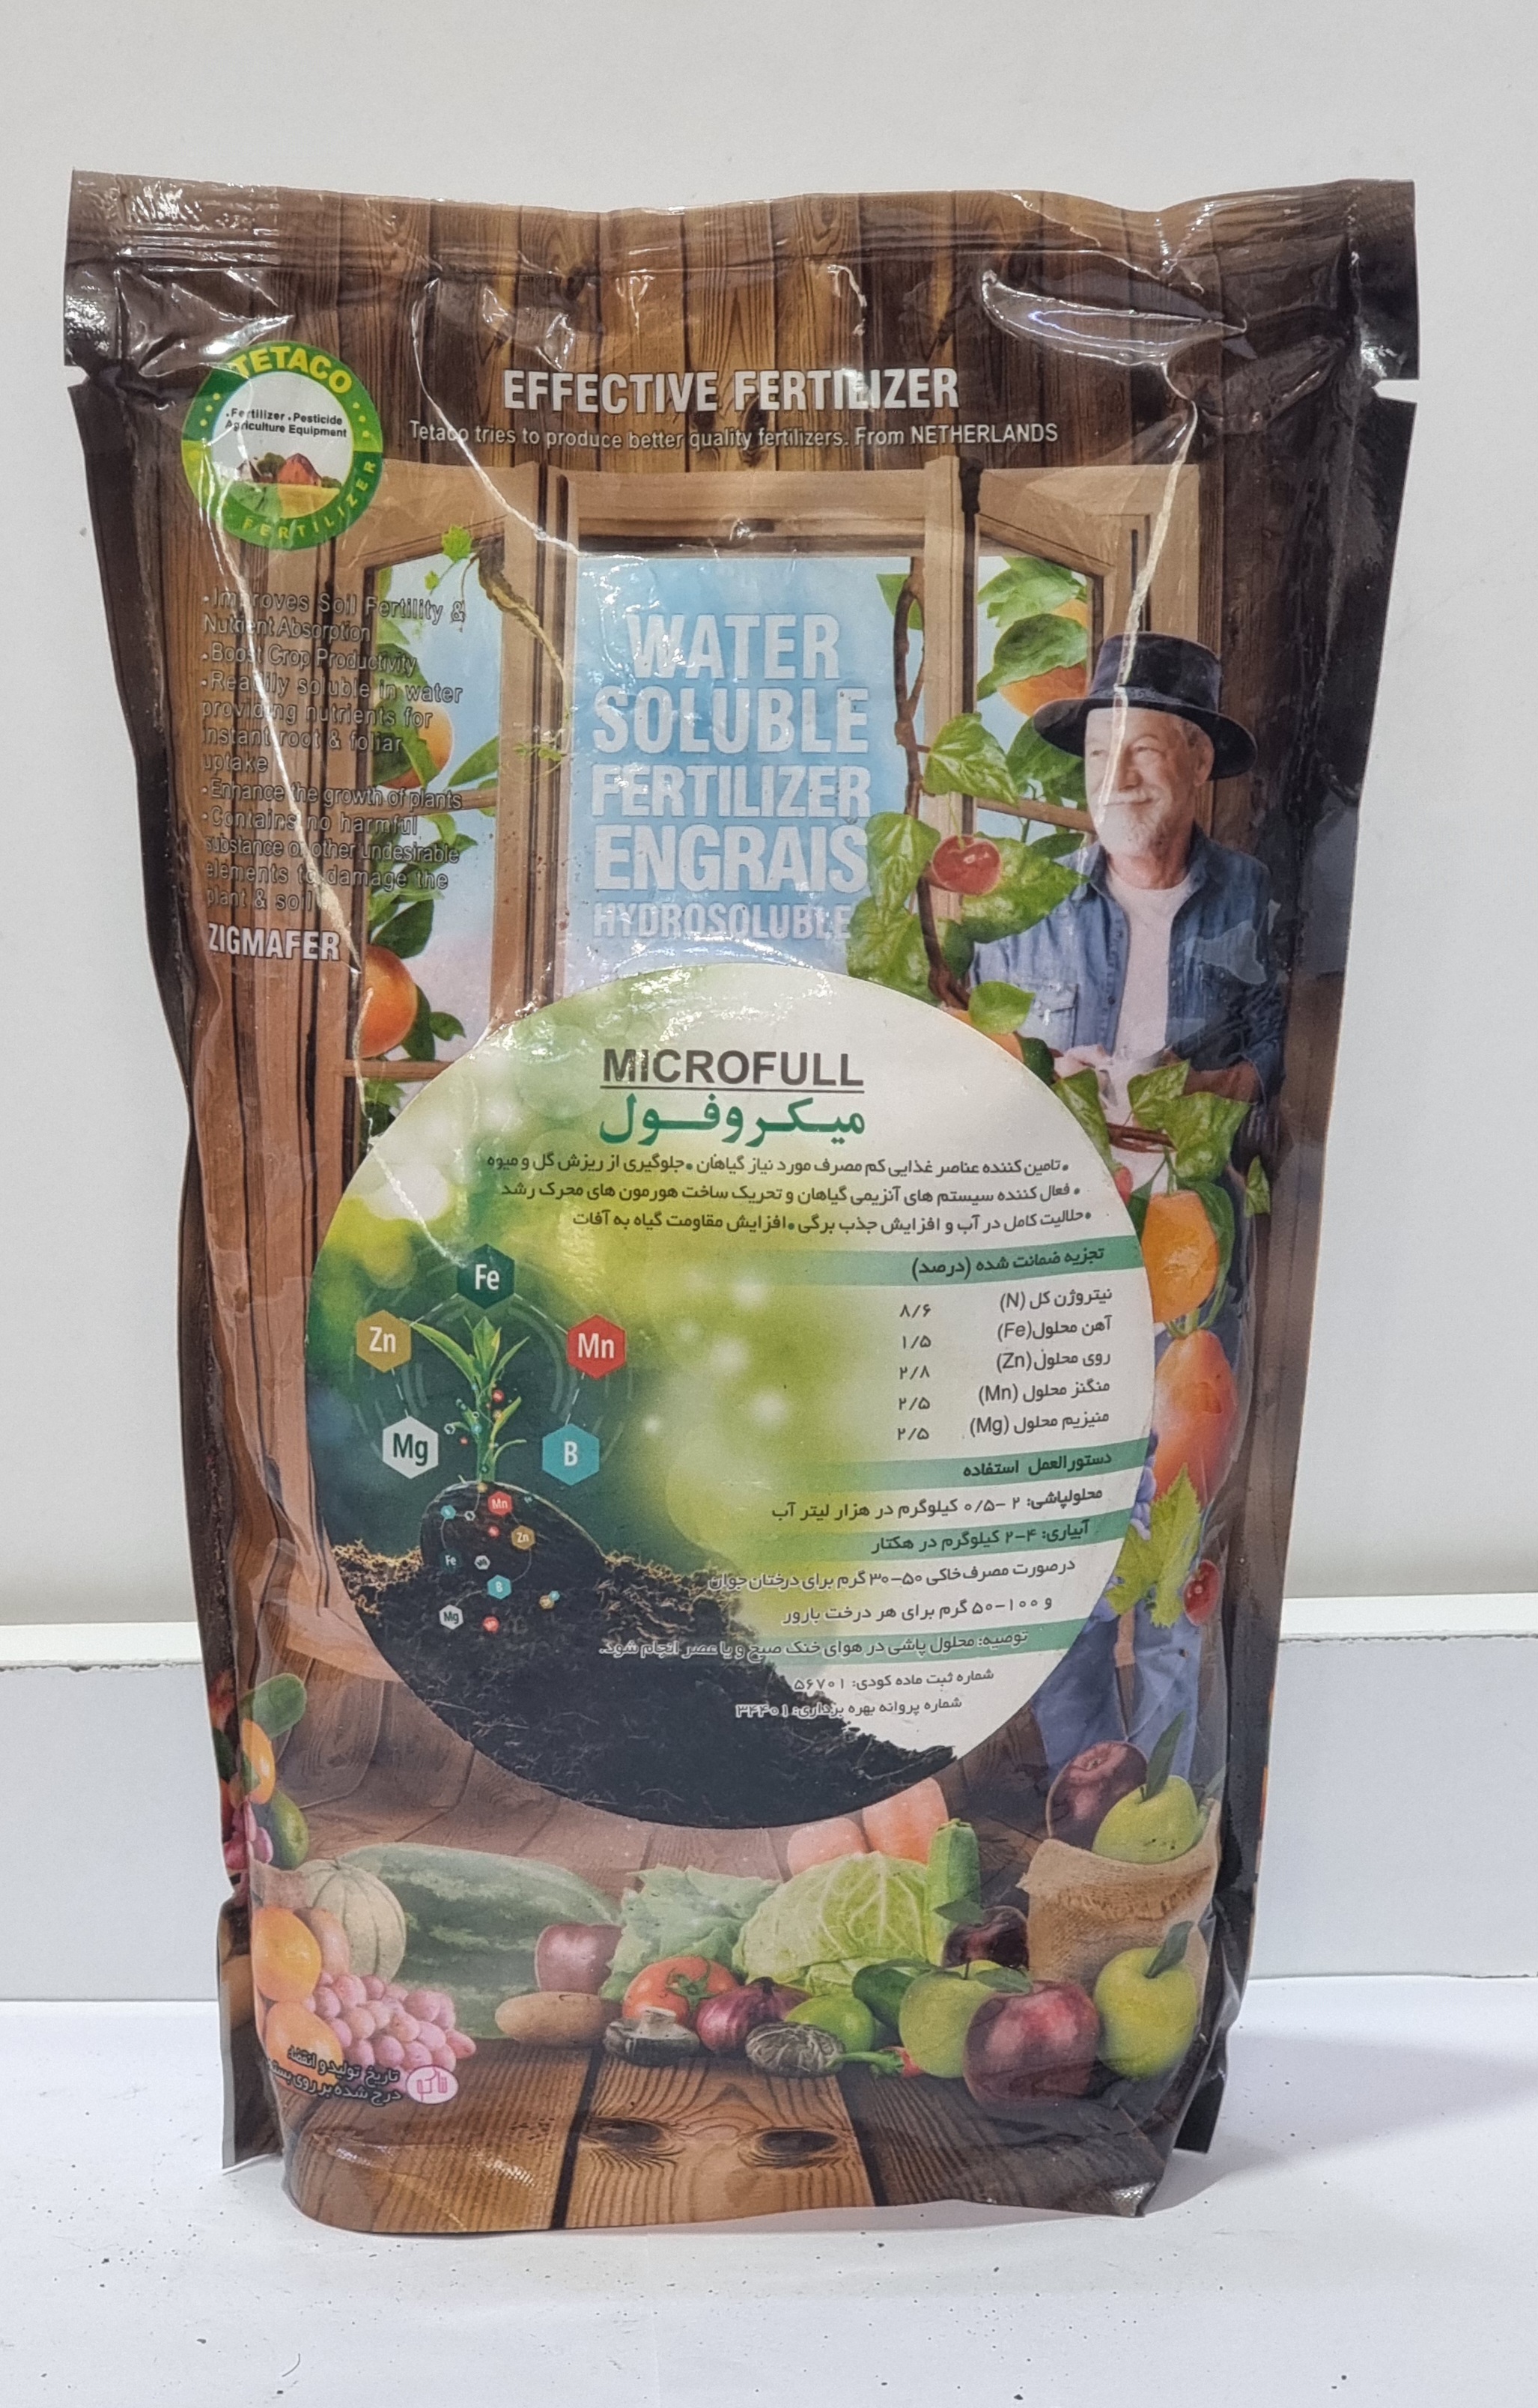 TETACO
• Fertilizer • Pesticide
Agriculture Equipment
FERTILIZER
EFFECTIVE FERTILIZER
Tetaco tries to produce better quality fertilizers. From NETHERLANDS
• Improves Soil Fertility &
Nutrient Absorption
• Boost Crop Productivity
• Readily soluble in water
providing nutrients for
instant root & foliar
uptake
• Enhance the growth of plants
• Contains no harmful
substance or other undesirable
elements to damage the
plant & soil
ZIGMAFER
WATER
SOLUBLE
FERTILIZER
ENGRAIS
HYDROSOLUBLE
MICROFULL
میکروفول
• تامین کننده عناصر غذایی کم مصرف مورد نیاز گیاهان • جلوگیری از ریزش گل و میوه
• فعال کننده سیستم های آنزیمی گیاهان و تحریک ساخت هورمون های محرک رشد
• حلالیت کامل در آب و افزایش جذب برگی • افزایش مقاومت گیاه به آفات
تجزیه ضمانت شده (درصد)
نیتروژن کل (N) ۸/۶
آهن محلول (Fe) ۱/۵
روی محلول (Zn) ۲/۸
منگنز محلول (Mn) ۲/۵
منیزیم محلول (Mg) ۲/۵
دستورالعمل استفاده
محلولپاشی: ۲ -۰/۵ کیلوگرم در هزار لیتر آب
آبیاری: ۴-۲ کیلوگرم در هکتار
درصورت مصرف خاکی ۵۰-۳۰ گرم برای درختان جوان
و ۱۰۰-۵۰ گرم برای هر درخت بارور
توصیه: محلول پاشی در هوای خنک صبح و یا عصر انجام شود.
شماره ثبت ماده کودی: ۵۶۷۰۱
شماره پروانه بهره برداری: ۳۴۴۰۱
Fe
Zn
Mn
Mg
B
Mn
Zn
Fe
B
Mg
تاریخ تولید و انقضا
درج شده بر روی بسته